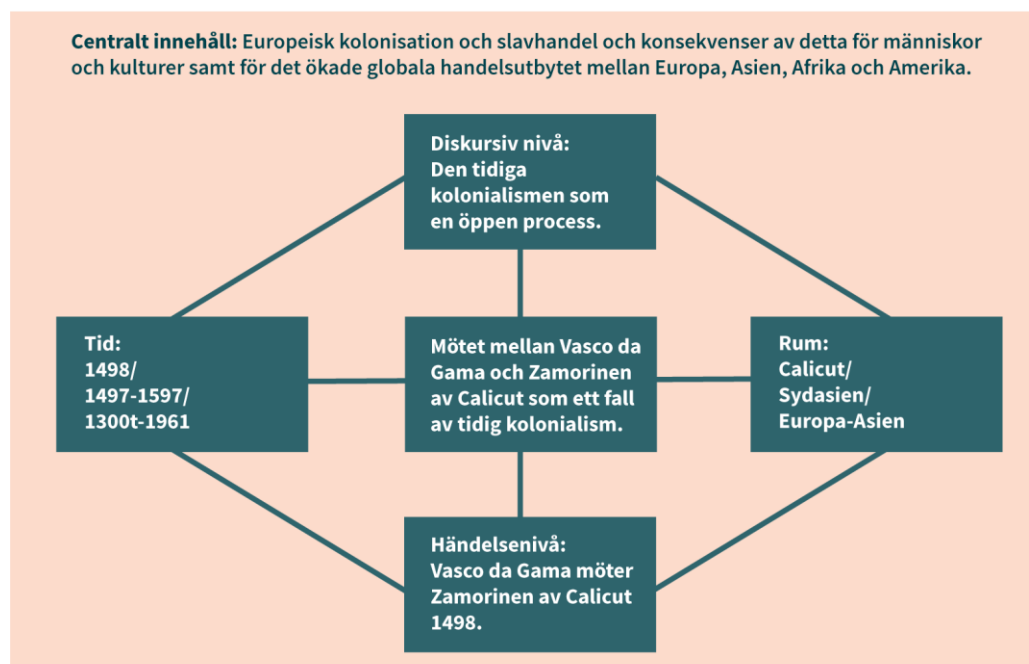 Centralt innehåll: Europeisk kolonisation och slavhandel och konsekvenser av detta för människor
och kulturer samt för det ökade globala handelsutbytet mellan Europa, Asien, Afrika och Amerika.
Diskursiv nivå:
Den tidiga
kolonialismen som
en öppen process.
Tid:
1498/
1497-1597/
1300t-1961
Mötet mellan Vasco da
Gama och Zamorinen
av Calicut som ett fall
av tidig kolonialism.
Rum:
Calicut/
Sydasien/
Europa-Asien
Händelsenivå:
Vasco da Gama möter
Zamorinen av Calicut
1498.